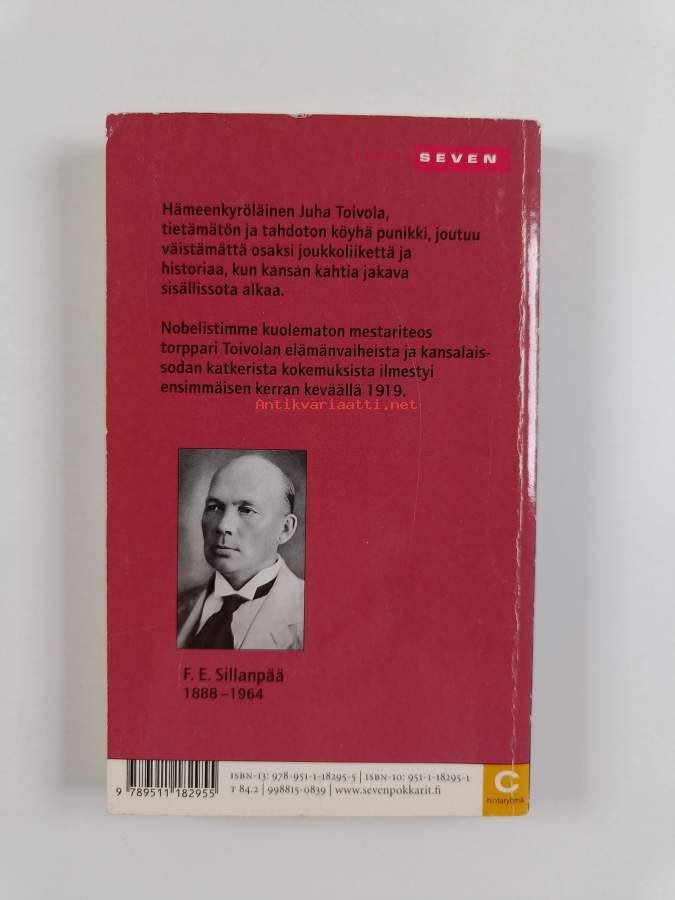 SEVEN
Hämeenkyröläinen Juha Toivola,
tietämätön ja tahdoton köyhä punikki, joutuu
väistämättä osaksi joukkoliikettä ja
historiaa, kun kansan kahtia jakava
sisällissota alkaa.
Nobelistimme kuolematon mestariteos
torppari Toivolan elämänvaiheista ja kansalais-
sodan katkerista kokemuksista ilmestyi
ensimmäisen kerran keväällä 1919.
Antikvariaatti.net
F. E. Sillanpää
1888 –1964
ISBN-13: 978-951-1-18295-5 | ISBN-10: 951-1-18295-1
T 84.2 | 998815-0839 | www.sevenpokkarit.fi
9 789511 182955
C
hintaryhmä